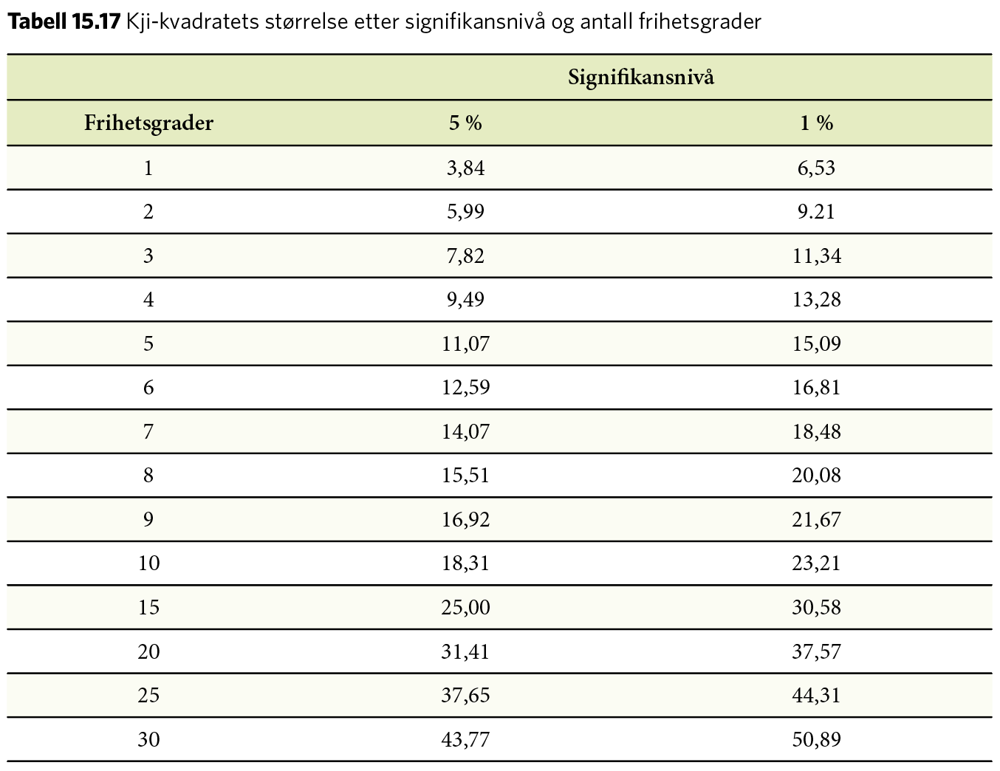 Tabell 15.17 Kji-kvadratets størrelse etter signifikansnivå og antall frihetsgrader
Signifikansnivå
Frihetsgrader 5 % 1 %
1 3,84 6,53
2 5,99 9.21
3 7,82 11,34
4 9,49 13,28
5 11,07 15,09
6 12,59 16,81
7 14,07 18,48
8 15,51 20,08
9 16,92 21,67
10 18,31 23,21
15 25,00 30,58
20 31,41 37,57
25 37,65 44,31
30 43,77 50,89